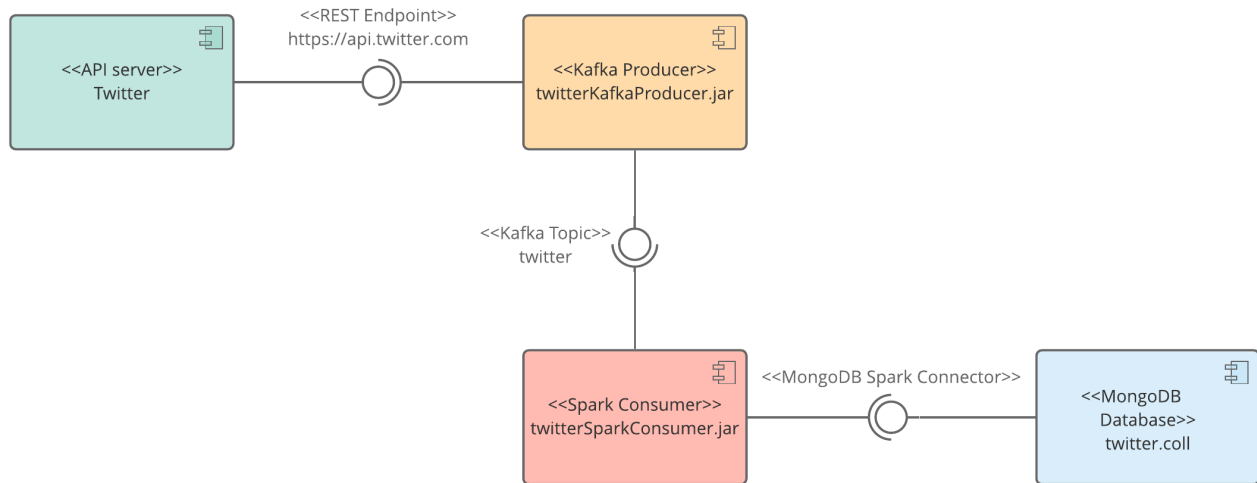 <<REST Endpoint>>
https://api.twitter.com
<<API server>>
Twitter
<<Kafka Producer>>
twitterKafkaProducer.jar
<<Kafka Topic>>
twitter
<<Spark Consumer>>
twitterSparkConsumer.jar
<<MongoDB Spark Connector>>
<<MongoDB
Database>>
twitter.coll